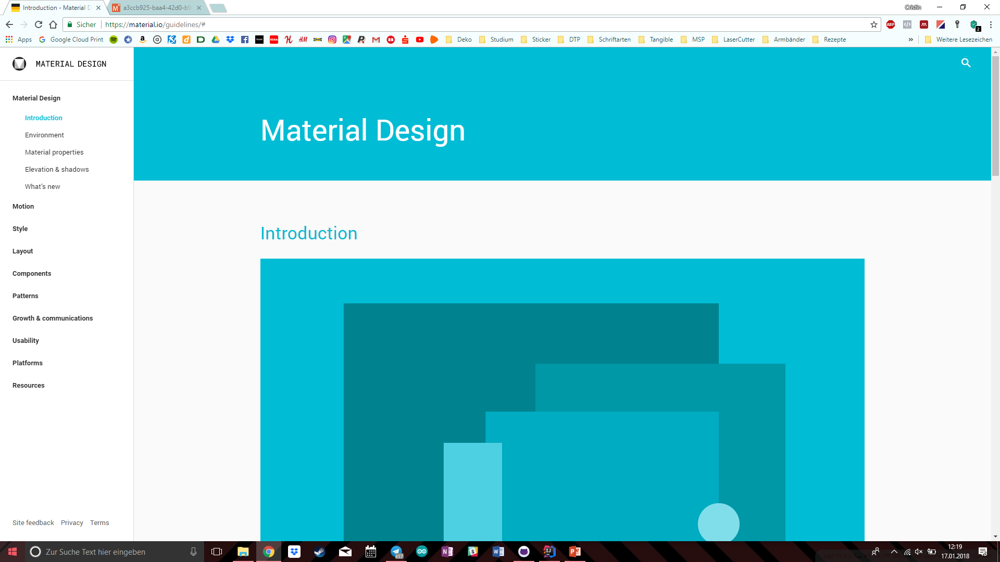 Introduction - Material D
a3ccb925-baa4-42d0-b9
Cristin
Sicher
https://material.io/guidelines/#
ABP
2
Apps
Google Cloud Print
Deko
Studium
Sticker
DTP
Schriftarten
Tangible
MSP
LaserCutter
Armbänder
Rezepte
»
Weitere Lesezeichen
MATERIAL DESIGN
Material Design
Introduction
Environment
Material properties
Elevation & shadows
What's new
Motion
Style
Layout
Components
Patterns
Growth & communications
Usability
Platforms
Resources
Site feedback Privacy Terms
Material Design
Introduction
Zur Suche Text hier eingeben
457
12:19
17.01.2018